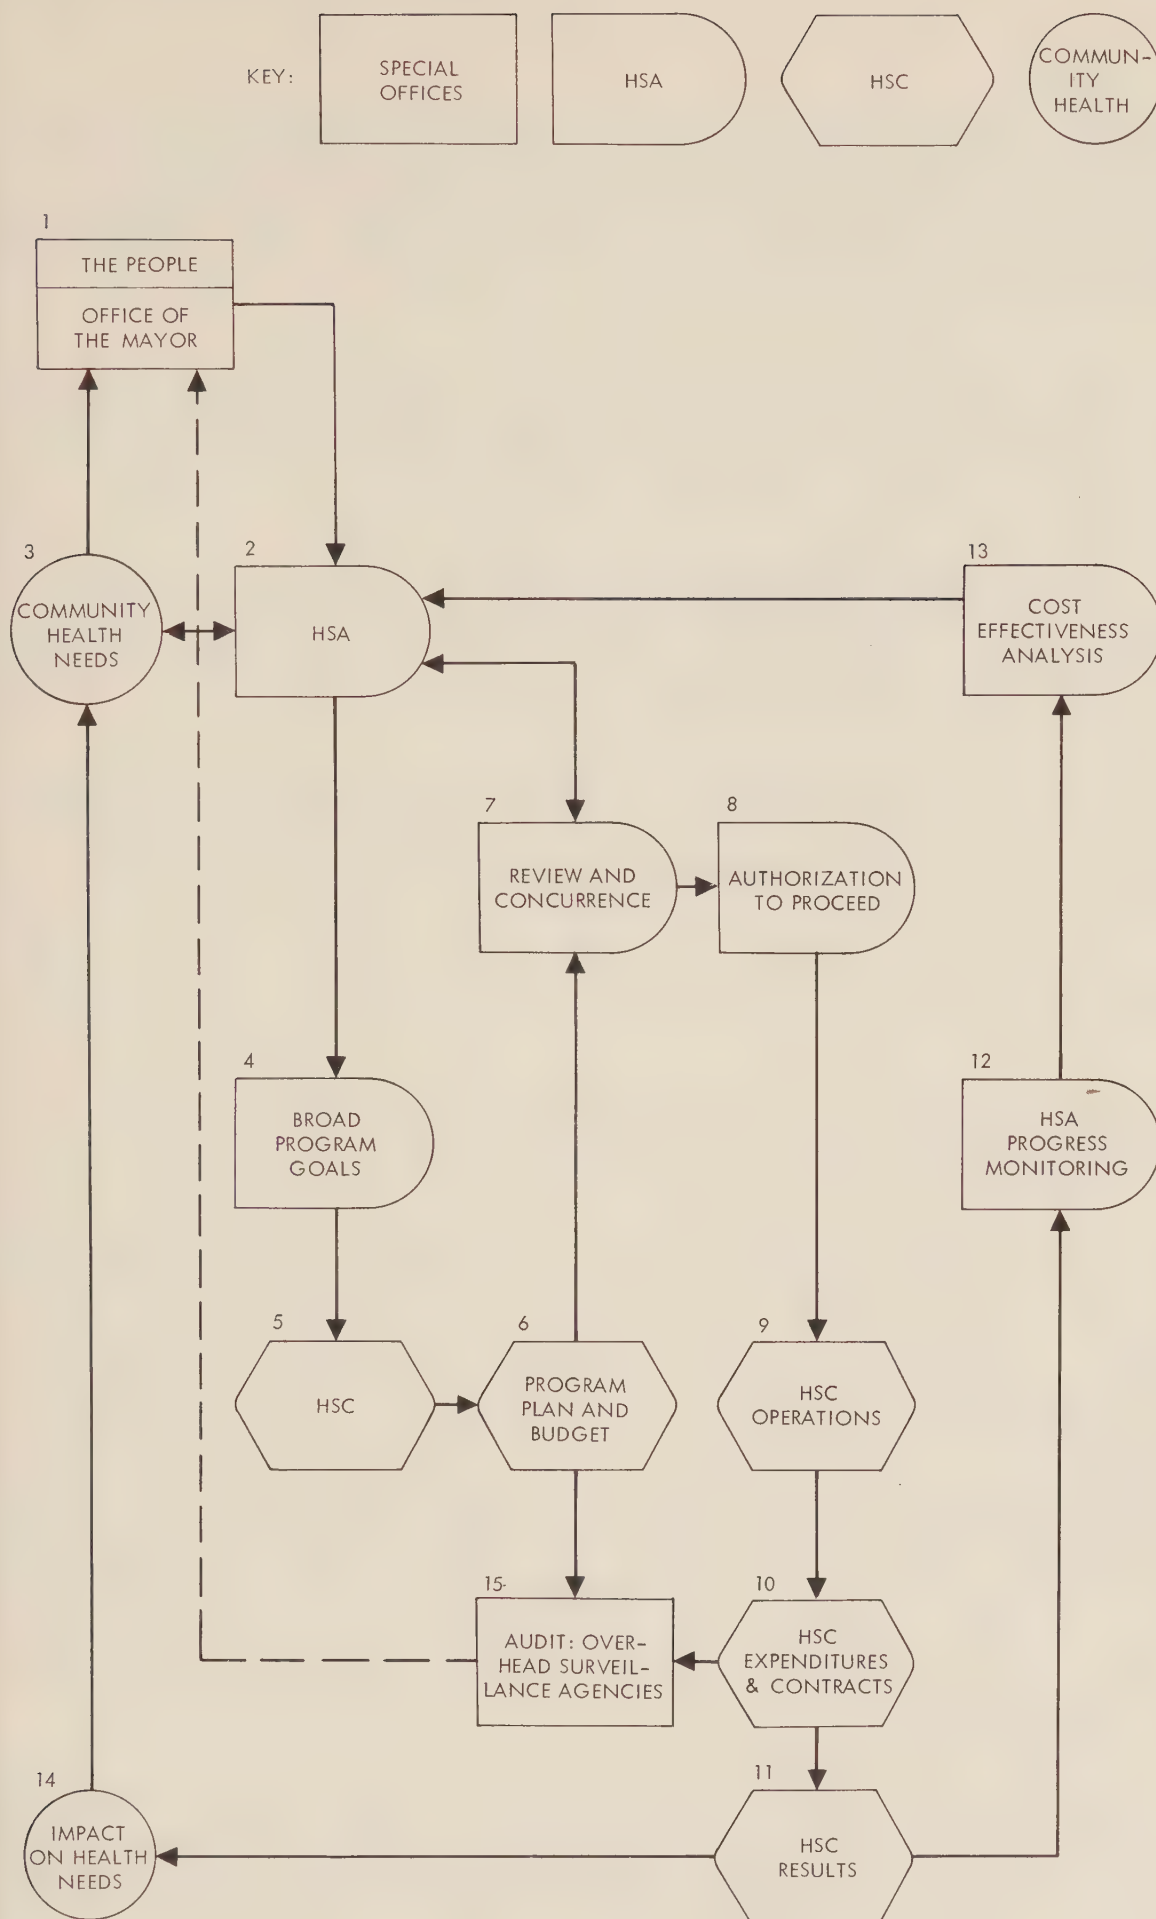 KEY:
SPECIAL
OFFICES
HSA
HSC
COMMUN-
ITY
HEALTH
1
THE PEOPLE
OFFICE OF
THE MAYOR
3
COMMUNITY
HEALTH
NEEDS
2
HSA
13
COST
EFFECTIVENESS
ANALYSIS
7
REVIEW AND
CONCURRENCE
8
AUTHORIZATION
TO PROCEED
4
BROAD
PROGRAM
GOALS
12
HSA
PROGRESS
MONITORING
5
HSC
6
PROGRAM
PLAN AND
BUDGET
9
HSC
OPERATIONS
15
AUDIT: OVER-
HEAD SURVEIL-
LANCE AGENCIES
10
HSC
EXPENDITURES
& CONTRACTS
14
IMPACT
ON HEALTH
NEEDS
11
HSC
RESULTS